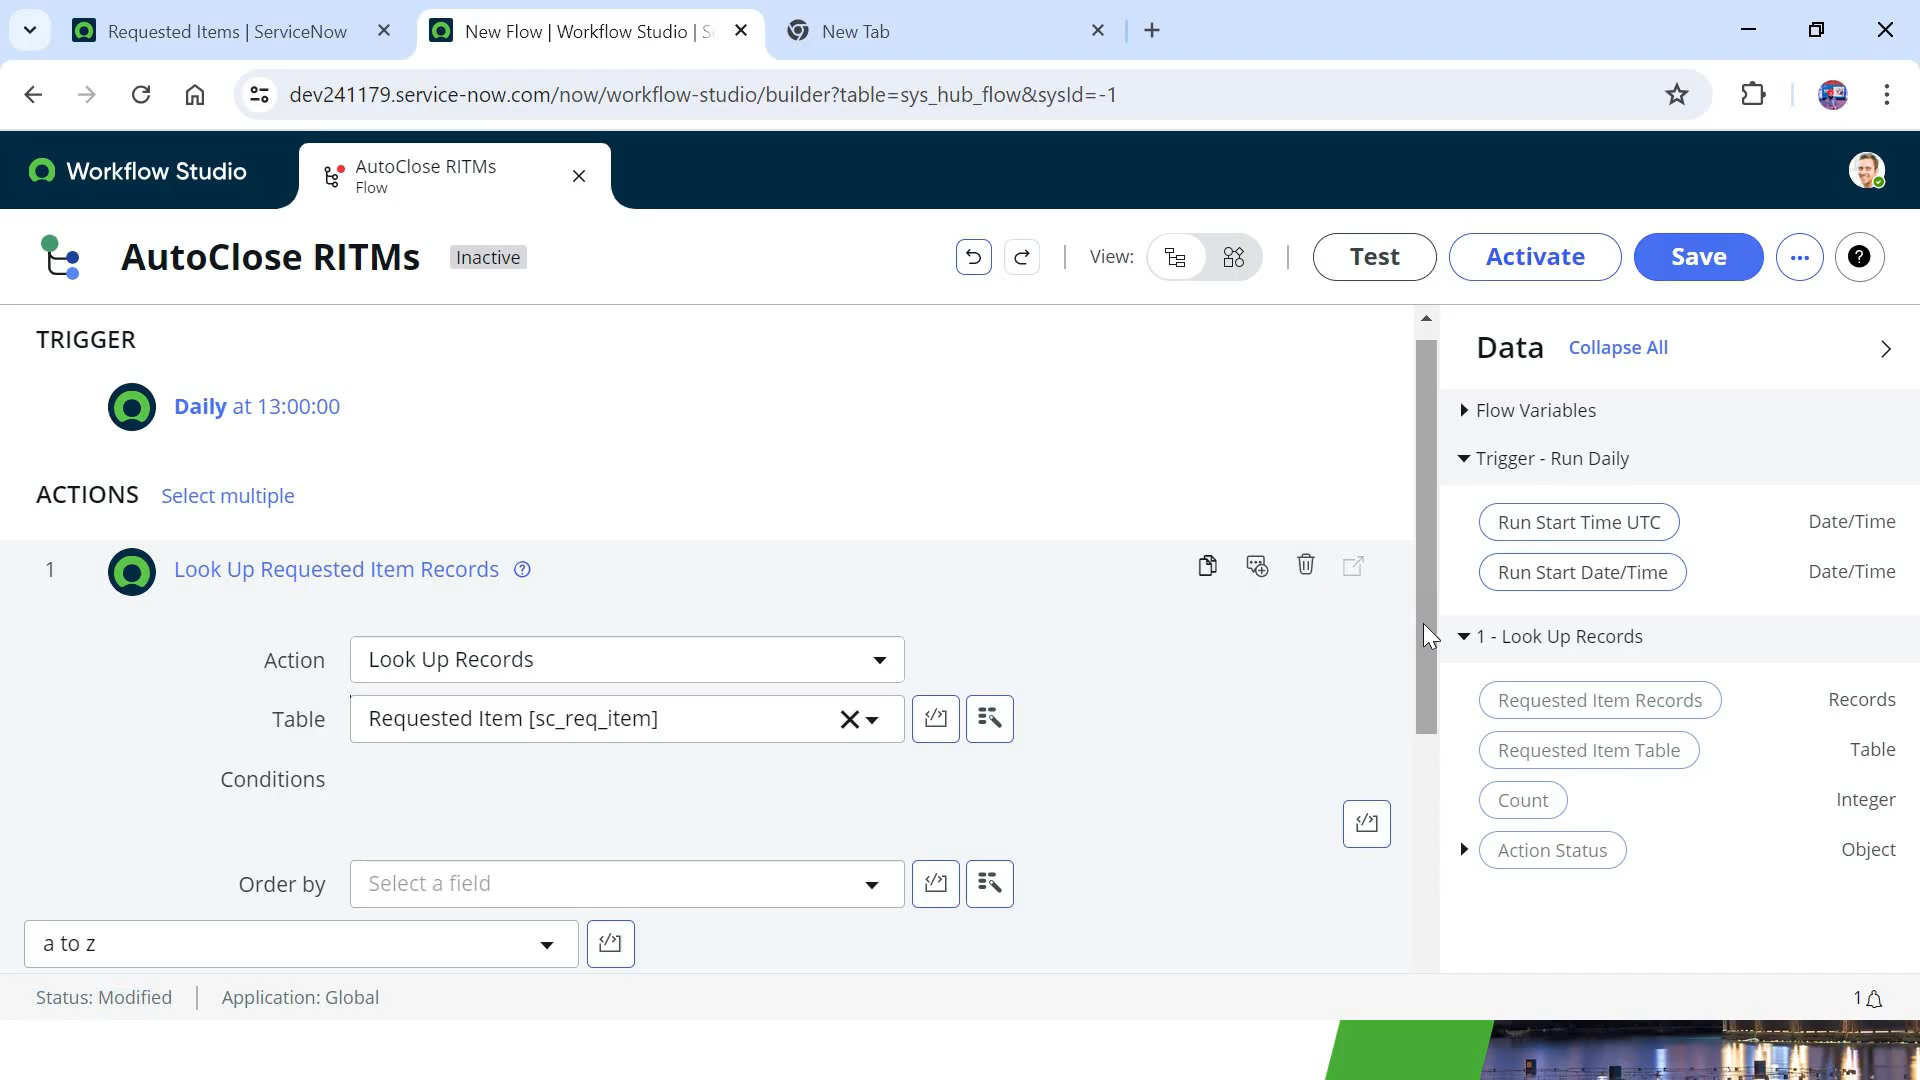 Requested Items | ServiceNow
New Flow | Workflow Studio | S
New Tab
dev241179.service-now.com/now/workflow-studio/builder?table=sys_hub_flow&sysId=-1
Workflow Studio
AutoClose RITMs
Flow
AutoClose RITMs
Inactive
View:
Test
Activate
Save
TRIGGER
Daily at 13:00:00
ACTIONS
Select multiple
1
Look Up Requested Item Records
Action
Look Up Records
Table
Requested Item [sc_req_item]
Conditions
Order by
Select a field
a to z
Data
Collapse All
Flow Variables
Trigger - Run Daily
Run Start Time UTC
Date/Time
Run Start Date/Time
Date/Time
1 - Look Up Records
Requested Item Records
Records
Requested Item Table
Table
Count
Integer
Action Status
Object
Status: Modified
Application: Global
1